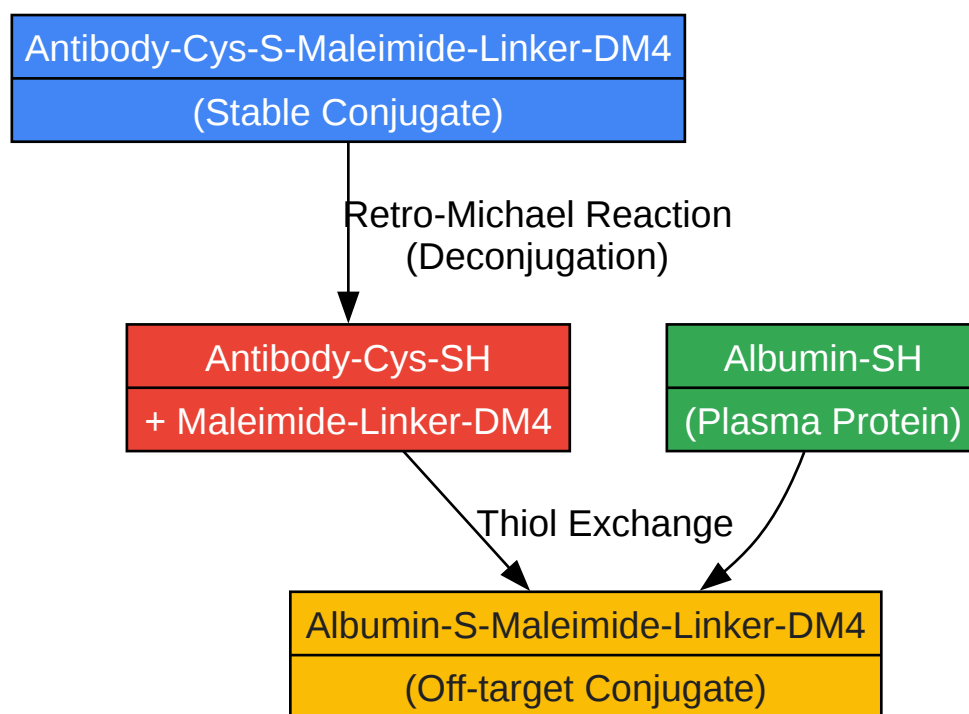 Antibody-Cys-S-Maleimide-Linker-DM4
(Stable Conjugate)
Retro-Michael Reaction
(Deconjugation)
Antibody-Cys-SH
+ Maleimide-Linker-DM4
Albumin-SH
(Plasma Protein)
Thiol Exchange
Albumin-S-Maleimide-Linker-DM4
(Off-target Conjugate)